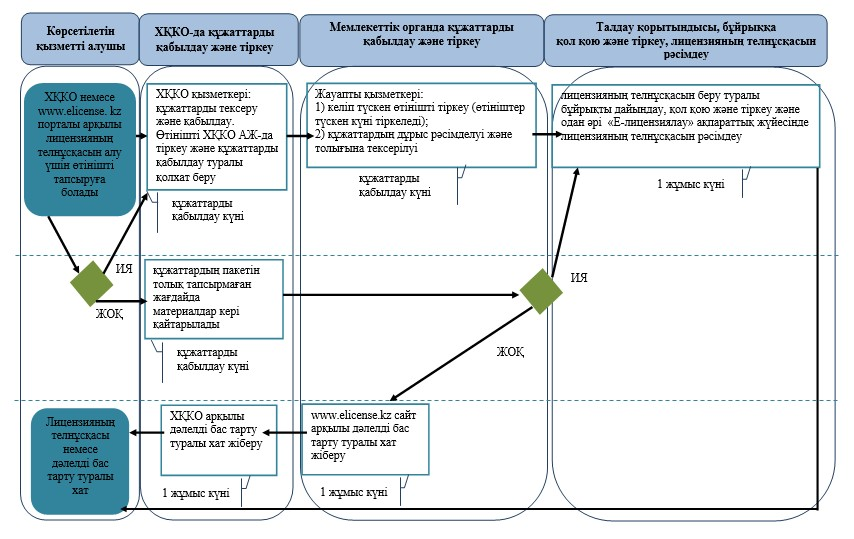 Көрсетілетін
қызметті алушы
ХҚКО-да құжаттарды
қабылдау және тіркеу
Мемлекеттік органда құжаттарды
қабылдау және тіркеу
Талдау қорытындысы, бұйрыққа
қол қою және тіркеу, лицензияның телнұсқасын
рәсімдеу
ХҚКО немесе
www.elicense. kz
порталы арқылы
лицензияның
телнұсқасын алу
үшін өтінішті
тапсыруға
болады
ХҚКО қызметкері:
құжаттарды тексеру
және қабылдау.
Өтінішті ХҚКО АЖ-да
тіркеу және құжаттарды
қабылдау туралы
қолхат беру
Жауапты қызметкері:
1) келіп түскен өтінішті тіркеу (өтініштер
түскен күні тіркеледі);
2) құжаттардың дұрыс рәсімделуі және
толығына тексерілуі
лицензияның телнұсқасын беру туралы
бұйрықты дайындау, қол қою және тіркеу және
одан әрі «Е-лицензиялау» ақпараттық жүйесінде
лицензияның телнұсқасын рәсімдеу
құжаттарды
қабылдау күні
құжаттарды
қабылдау күні
1 жұмыс күні
ИЯ
ЖОҚ
құжаттардың пакетін
толық тапсырмаған
жағдайда
материалдар кері
қайтарылады
құжаттарды
қабылдау күні
ИЯ
ЖОҚ
Лицензияның
телнұсқасы
немесе
дәлелді бас
тарту туралы
хат
ХҚКО арқылы
дәлелді бас тарту
туралы хат жіберу
www.elicense.kz сайт
арқылы дәлелді бас
тарту туралы хат
жіберу
1 жұмыс күні
1 жұмыс күні